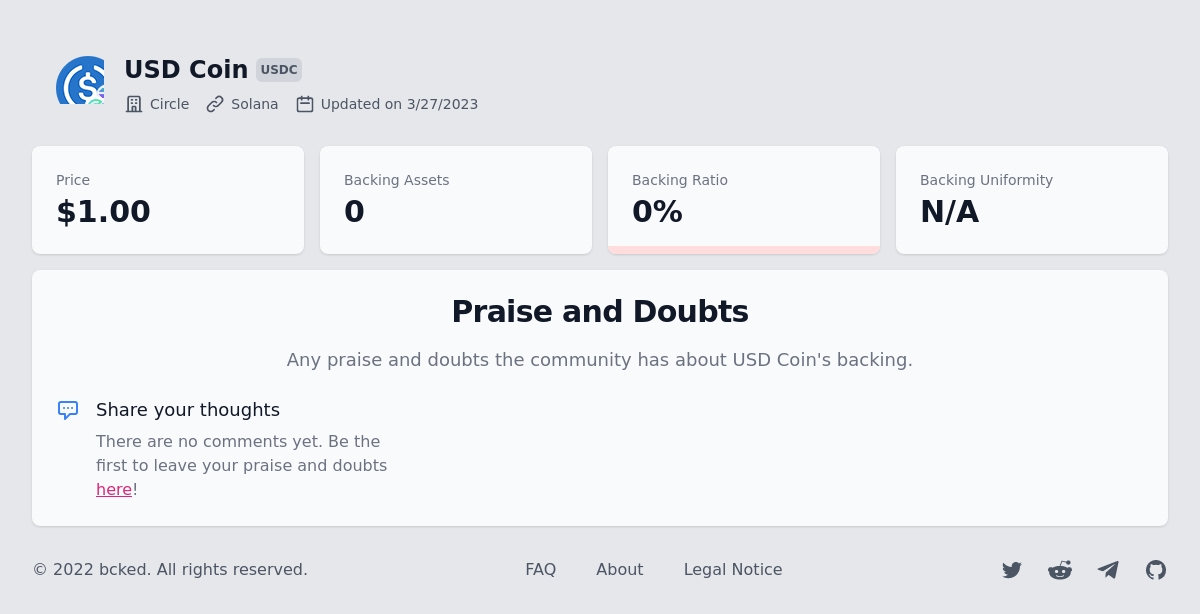 USD Coin USDC
Circle Solana Updated on 3/27/2023
Price
$1.00
Backing Assets
0
Backing Ratio
0%
Backing Uniformity
N/A
Praise and Doubts
Any praise and doubts the community has about USD Coin's backing.
Share your thoughts
There are no comments yet. Be the
first to leave your praise and doubts
here!
© 2022 bcked. All rights reserved. FAQ About Legal Notice